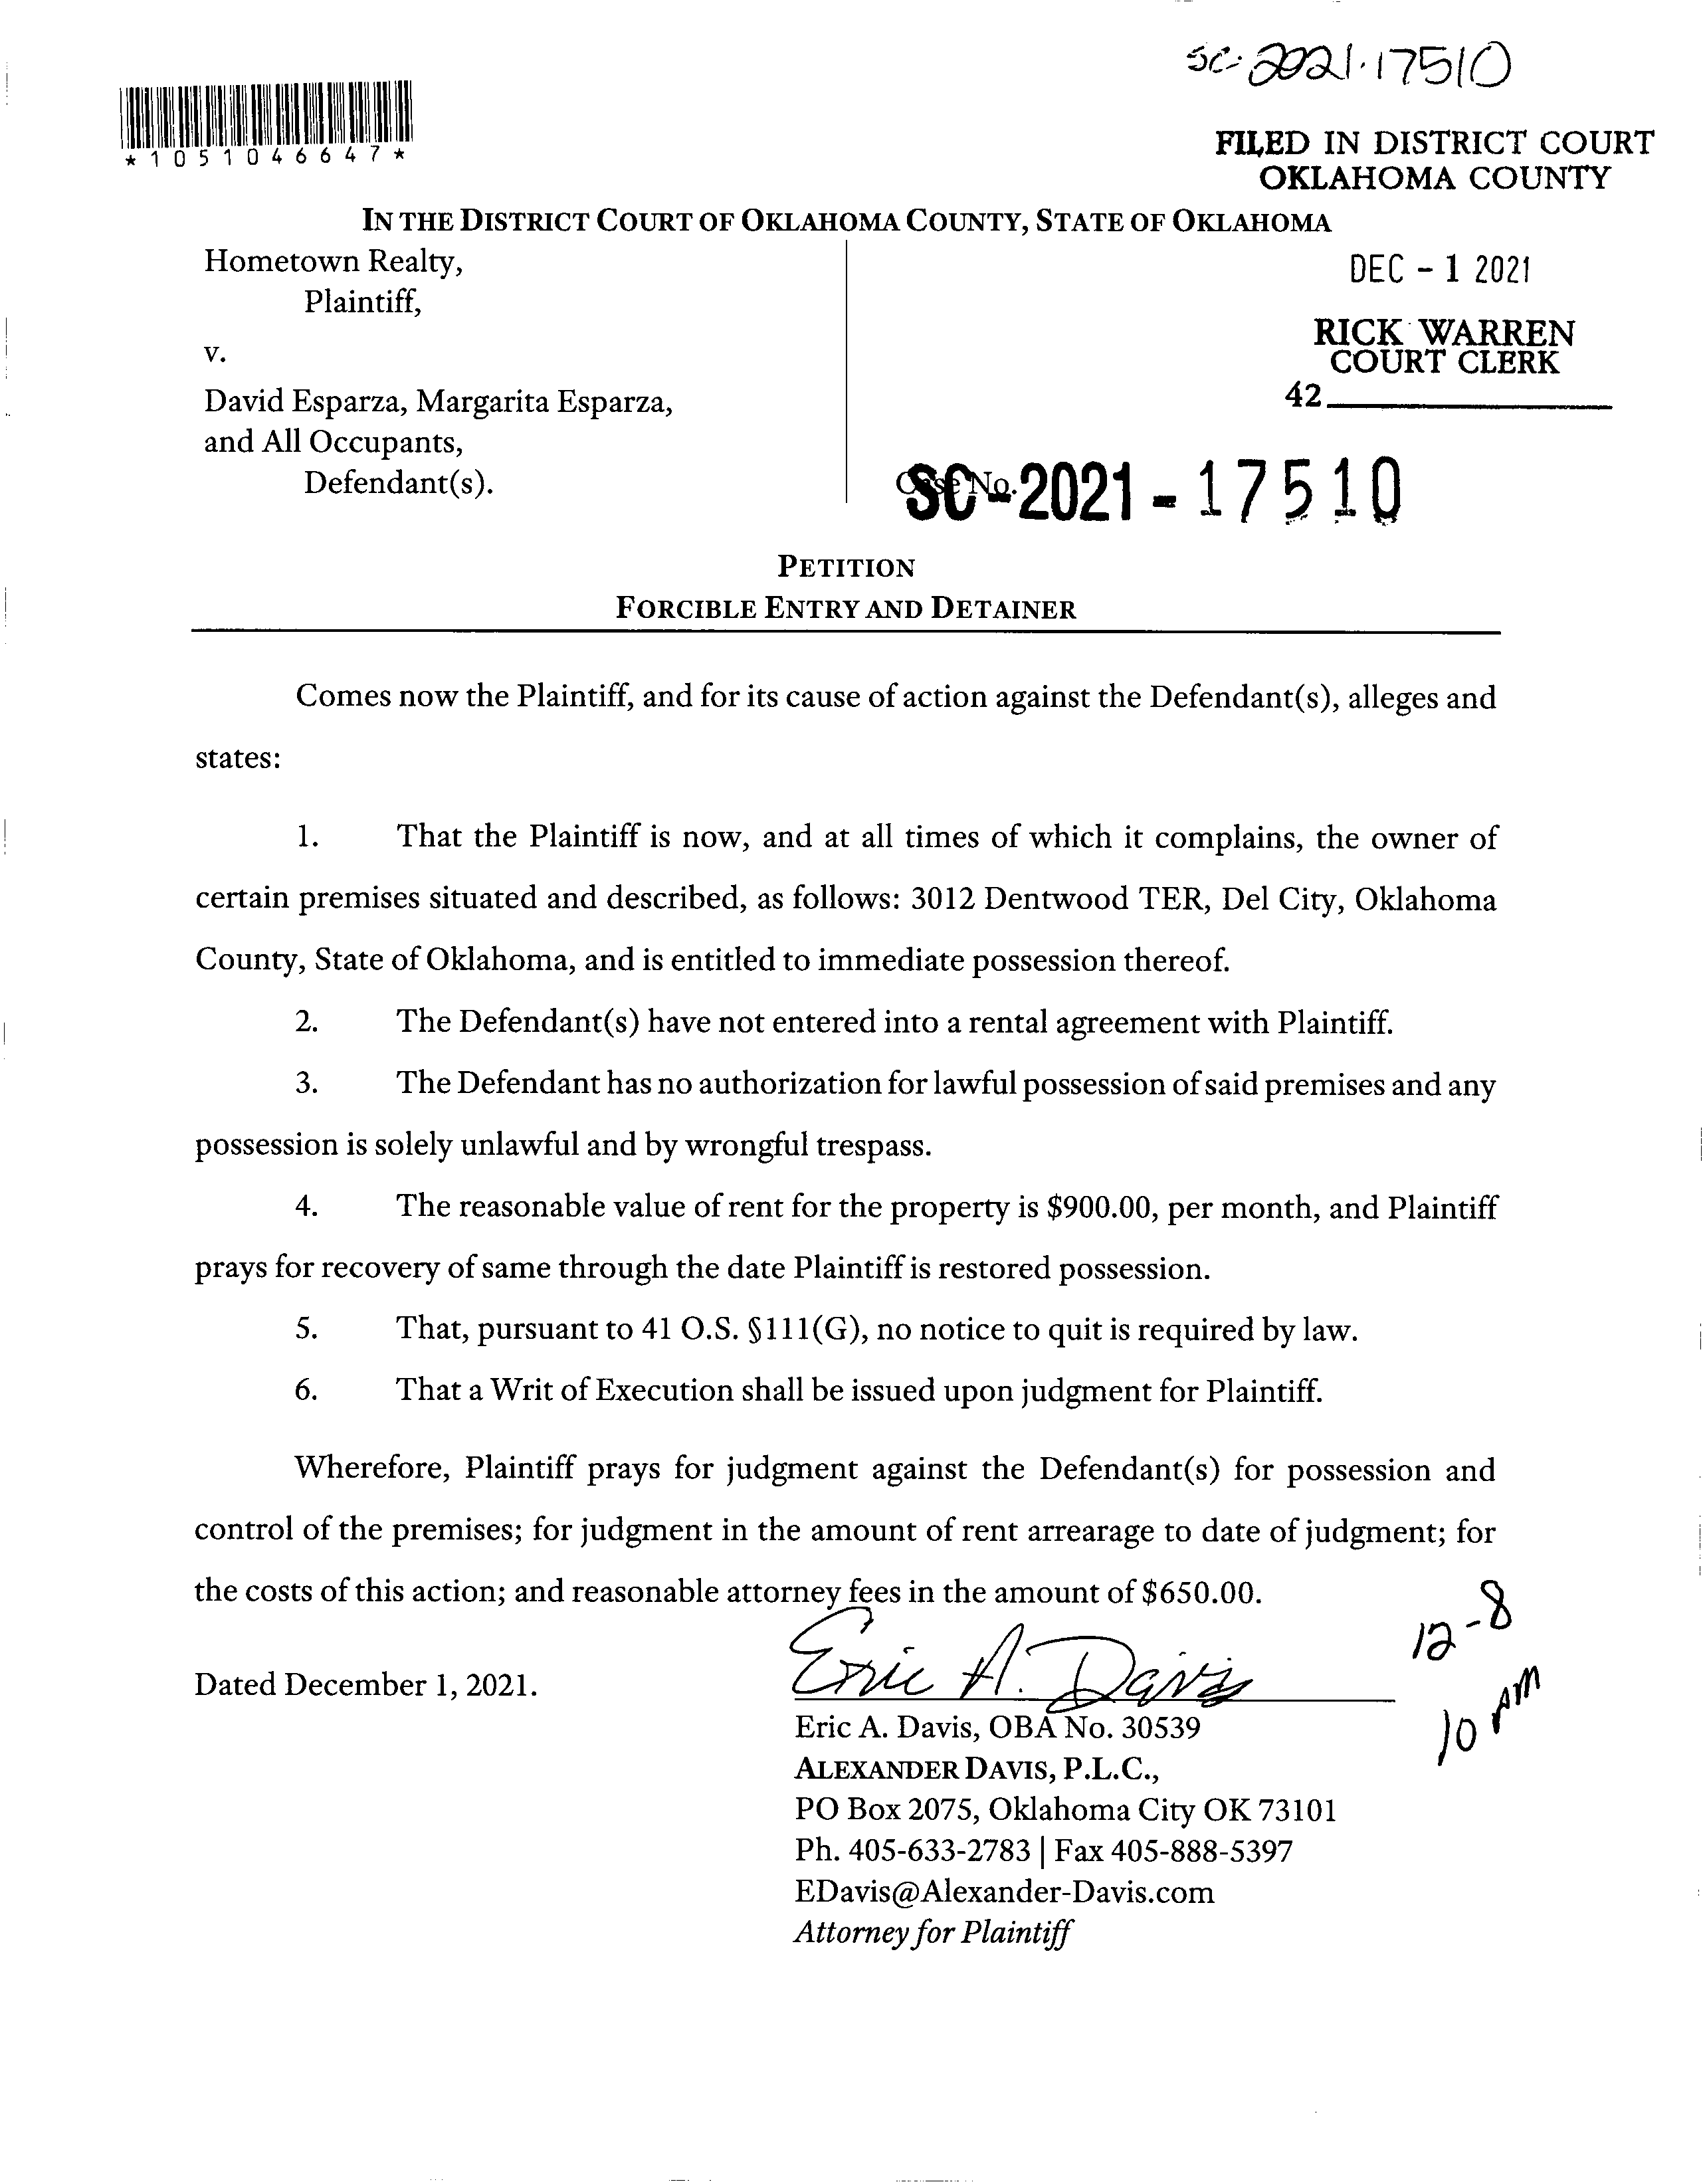 SC-2021-17510
*1051046647*
FILED IN DISTRICT COURT
OKLAHOMA COUNTY
IN THE DISTRICT COURT OF OKLAHOMA COUNTY, STATE OF OKLAHOMA
Hometown Realty,
Plaintiff,
v.
David Esparza, Margarita Esparza,
and All Occupants,
Defendant(s).
DEC - 1 2021
RICK WARREN
COURT CLERK
42
Case No.
SC-2021-17510
PETITION
FORCIBLE ENTRY AND DETAINER
Comes now the Plaintiff, and for its cause of action against the Defendant(s), alleges and
states:
1. That the Plaintiff is now, and at all times of which it complains, the owner of
certain premises situated and described, as follows: 3012 Dentwood TER, Del City, Oklahoma
County, State of Oklahoma, and is entitled to immediate possession thereof.
2. The Defendant(s) have not entered into a rental agreement with Plaintiff.
3. The Defendant has no authorization for lawful possession of said premises and any
possession is solely unlawful and by wrongful trespass.
4. The reasonable value of rent for the property is $900.00, per month, and Plaintiff
prays for recovery of same through the date Plaintiff is restored possession.
5. That, pursuant to 41 O.S. §111(G), no notice to quit is required by law.
6. That a Writ of Execution shall be issued upon judgment for Plaintiff.
Wherefore, Plaintiff prays for judgment against the Defendant(s) for possession and
control of the premises; for judgment in the amount of rent arrearage to date of judgment; for
the costs of this action; and reasonable attorney fees in the amount of $650.00.
12-8
10 AM
Dated December 1, 2021.
Eric A. Davis
Eric A. Davis, OBA No. 30539
ALEXANDER DAVIS, P.L.C.,
PO Box 2075, Oklahoma City OK 73101
Ph. 405-633-2783 | Fax 405-888-5397
EDavis@Alexander-Davis.com
Attorney for Plaintiff